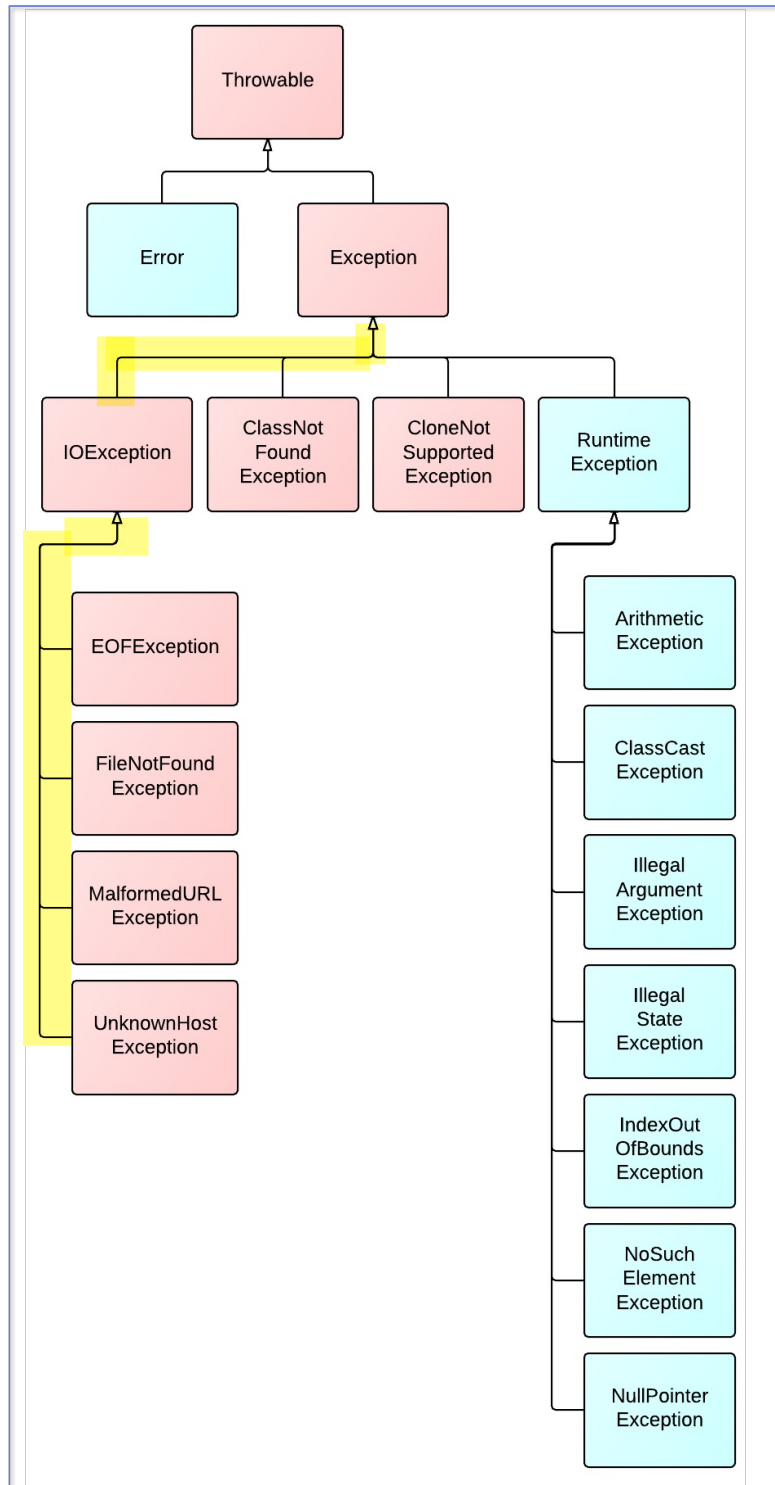 Throwable
Error
Exception
IOException
ClassNot
Found
Exception
CloneNot
Supported
Exception
Runtime
Exception
EOFException
FileNotFound
Exception
MalformedURL
Exception
UnknownHost
Exception
Arithmetic
Exception
ClassCast
Exception
Illegal
Argument
Exception
Illegal
State
Exception
IndexOut
OfBounds
Exception
NoSuch
Element
Exception
NullPointer
Exception